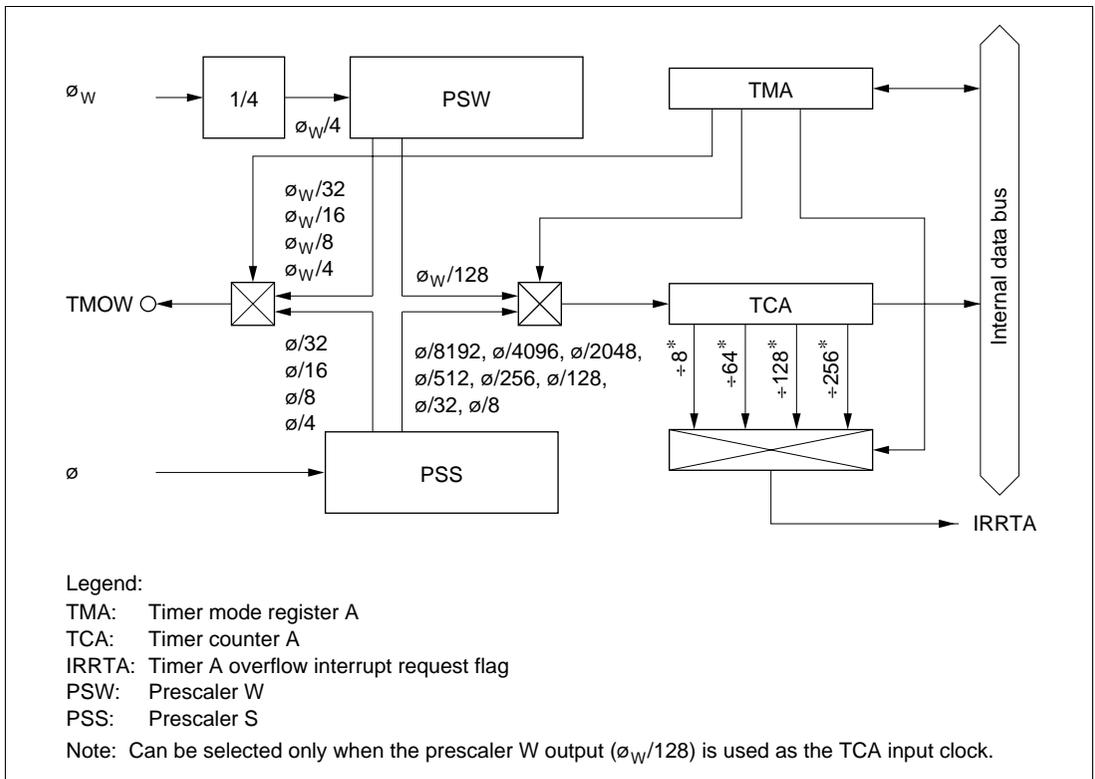 øW
1/4
PSW
TMA
øW/4
øW/32
øW/16
øW/8
øW/4
øW/128
TMOW
TCA
Internal data bus
ø/32
ø/16
ø/8
ø/4
ø/8192, ø/4096, ø/2048,
ø/512, ø/256, ø/128,
ø/32, ø/8
÷8*
÷64*
÷128*
÷256*
ø
PSS
IRRTA
Legend:
TMA: Timer mode register A
TCA: Timer counter A
IRRTA: Timer A overflow interrupt request flag
PSW: Prescaler W
PSS: Prescaler S
Note: Can be selected only when the prescaler W output (øW/128) is used as the TCA input clock.